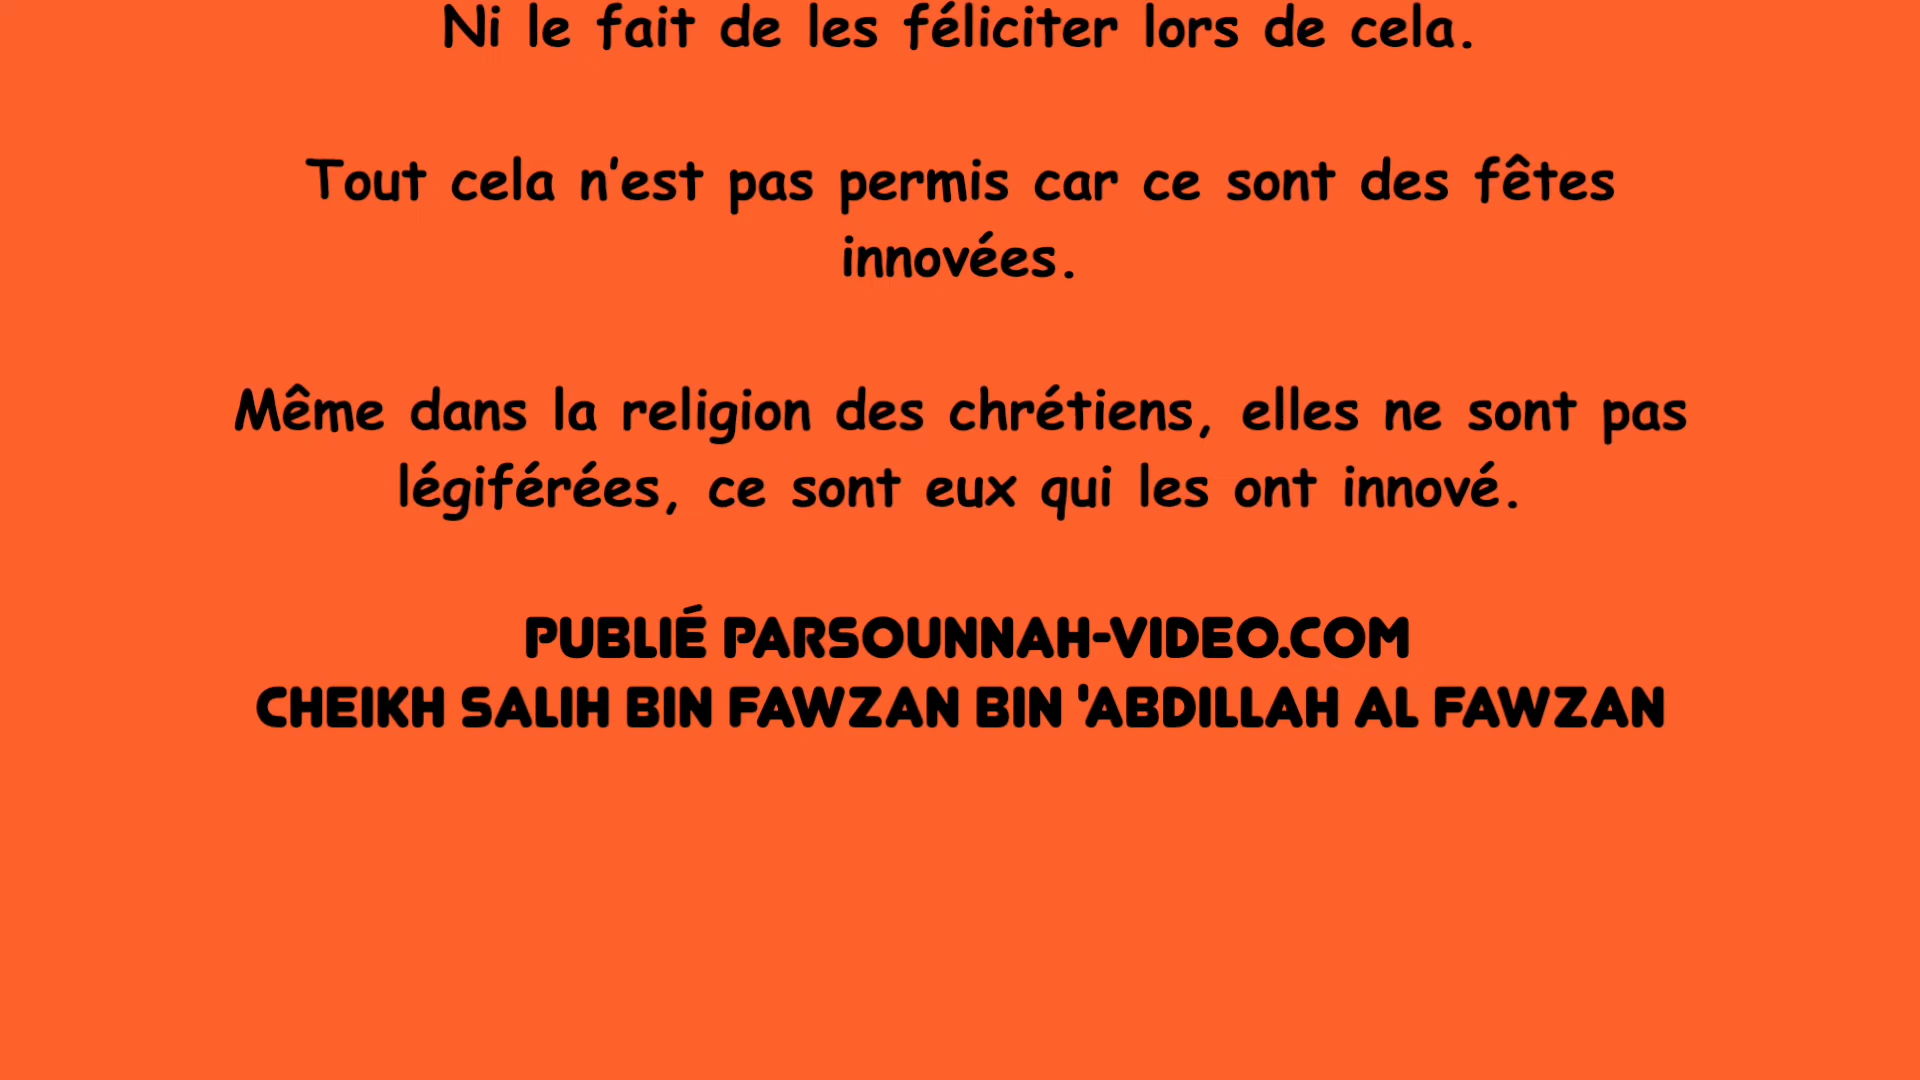 Ni le fait de les féliciter lors de cela.
Tout cela n’est pas permis car ce sont des fêtes
innovées.
Même dans la religion des chrétiens, elles ne sont pas
légiférées, ce sont eux qui les ont innové.
PUBLIÉ PARSOUNNAH-VIDEO.COM
CHEIKH SALIH BIN FAWZAN BIN 'ABDILLAH AL FAWZAN